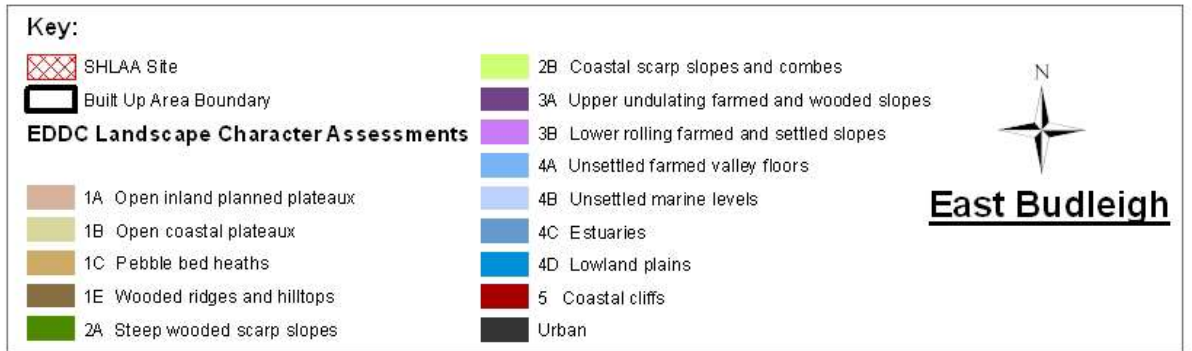 Key:
SHLAA Site
Built Up Area Boundary
EDDC Landscape Character Assessments
1A Open inland planned plateaux
1B Open coastal plateaux
1C Pebble bed heaths
1E Wooded ridges and hilltops
2A Steep wooded scarp slopes
2B Coastal scarp slopes and combes
3A Upper undulating farmed and wooded slopes
3B Lower rolling farmed and settled slopes
4A Unsettled farmed valley floors
4B Unsettled marine levels
4C Estuaries
4D Lowland plains
5 Coastal cliffs
Urban
N
East Budleigh